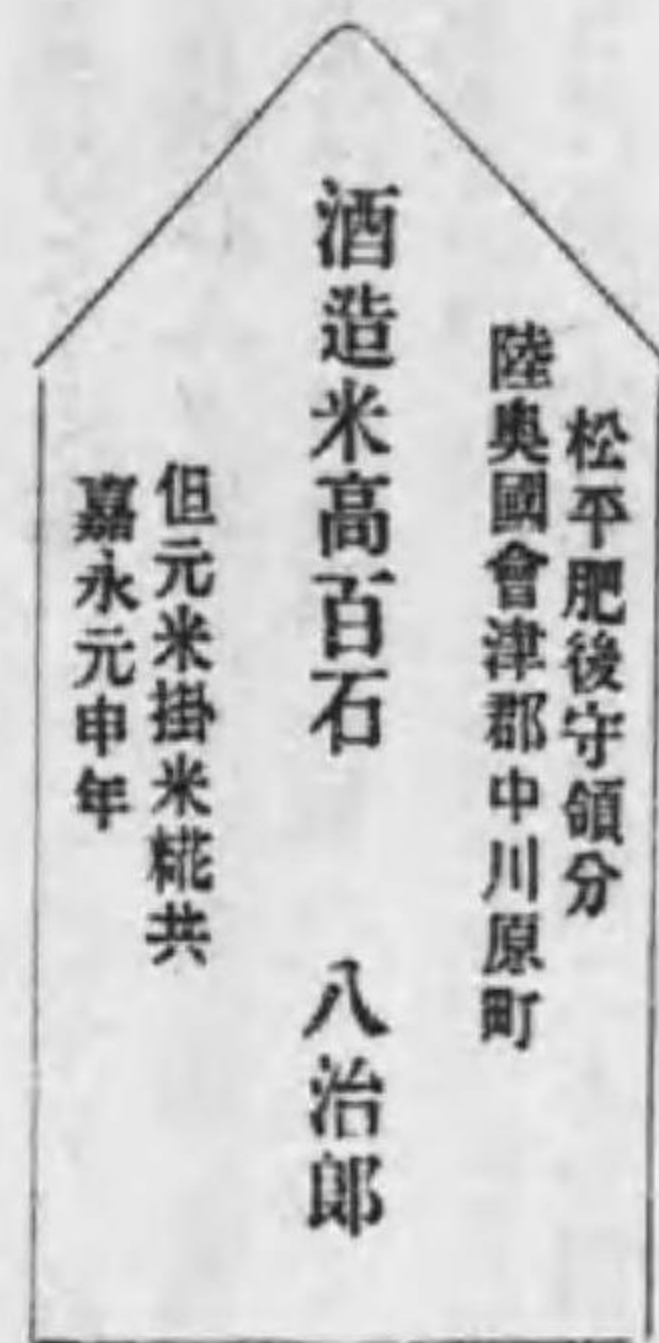 松平肥後守領分
陸奥國會津郡中川原町
酒造米高百石　八治郎
但元米掛米糀共
嘉永元申年